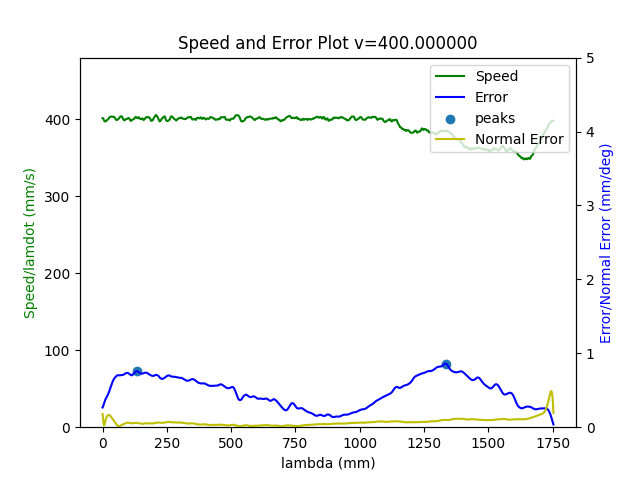 Speed and Error Plot v=400.000000
Speed/lamdot (mm/s)
400
300
200
100
0
5
4
3
2
1
0
Error/Normal Error (mm/deg)
Speed
Error
peaks
Normal Error
0 250 500 750 1000 1250 1500 1750
lambda (mm)